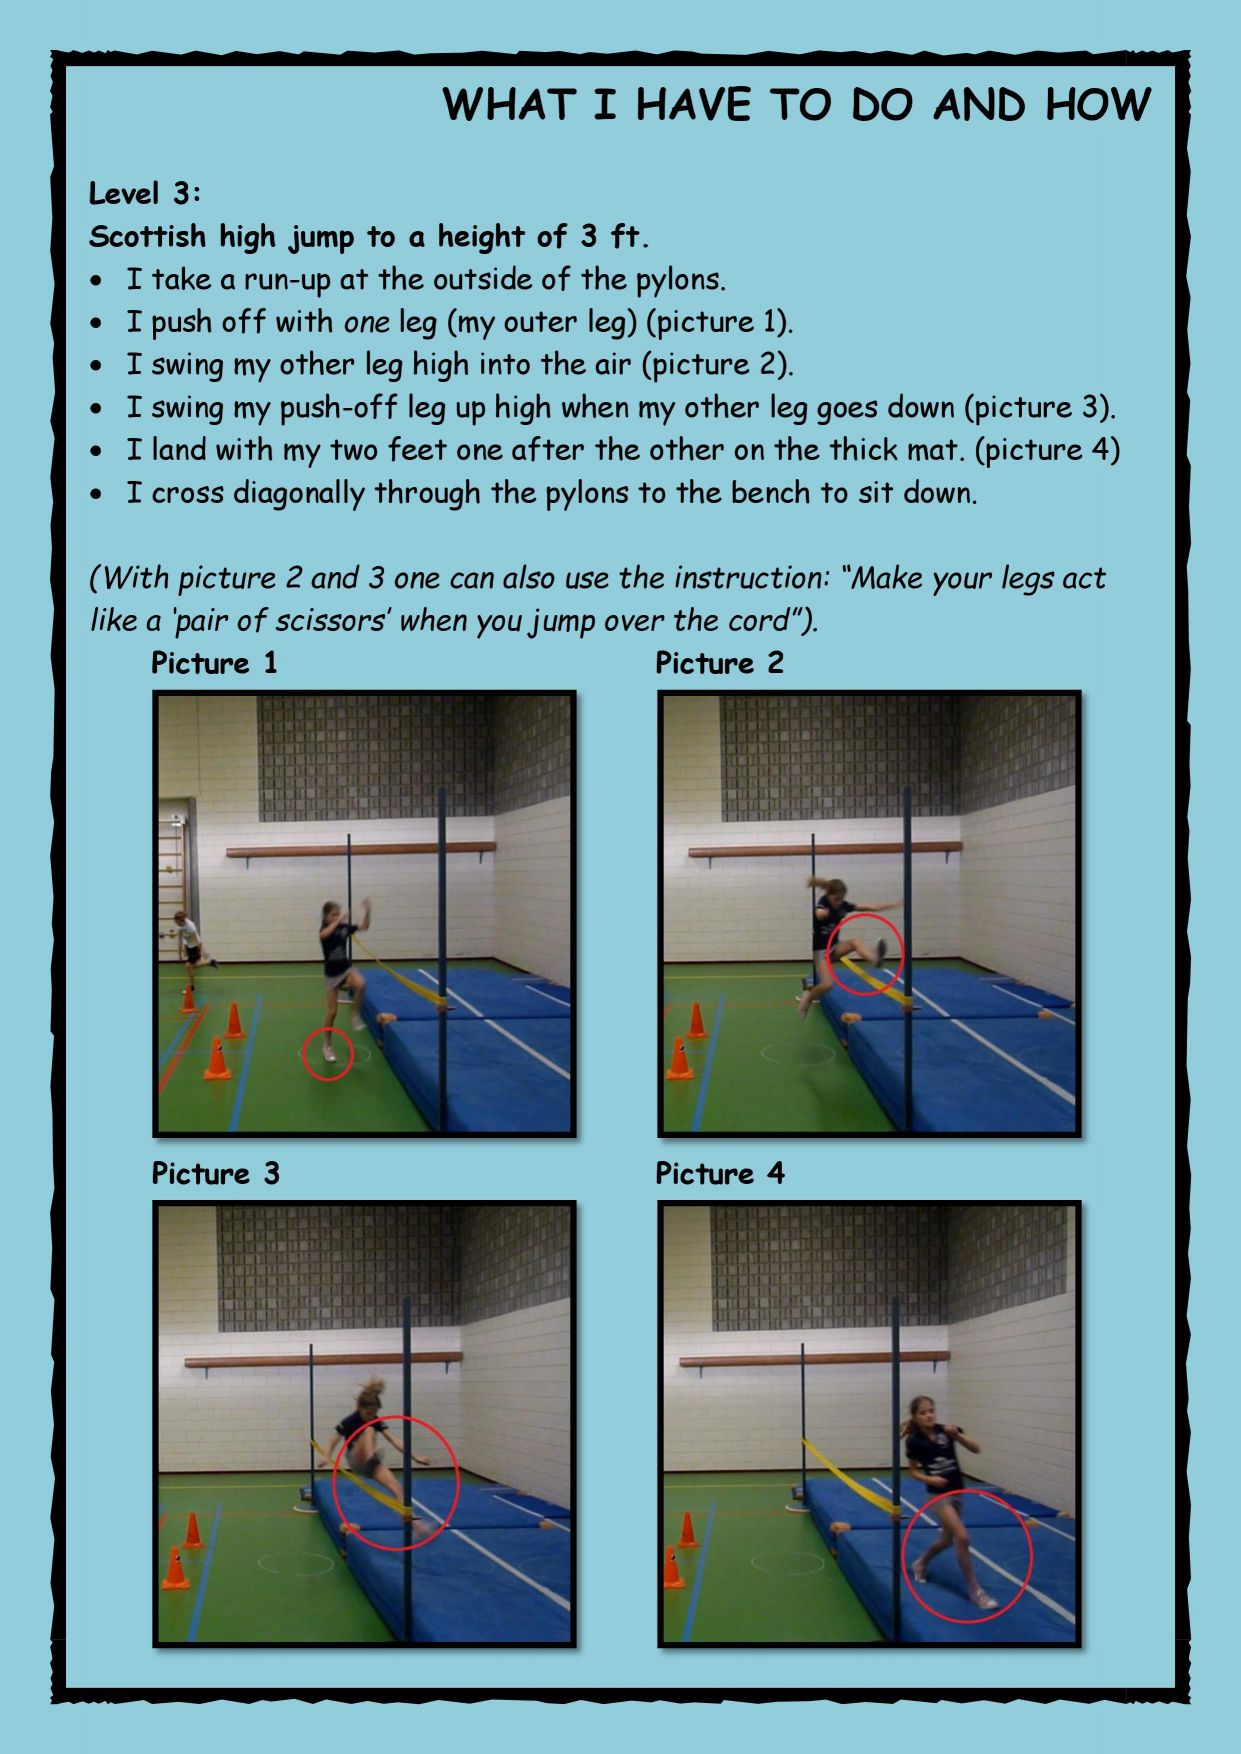 WHAT I HAVE TO DO AND HOW
Level 3:
Scottish high jump to a height of 3 ft.
• I take a run-up at the outside of the pylons.
• I push off with one leg (my outer leg) (picture 1).
• I swing my other leg high into the air (picture 2).
• I swing my push-off leg up high when my other leg goes down (picture 3).
• I land with my two feet one after the other on the thick mat. (picture 4)
• I cross diagonally through the pylons to the bench to sit down.
(With picture 2 and 3 one can also use the instruction: “Make your legs act
like a ‘pair of scissors’ when you jump over the cord”).
Picture 1
Picture 2
Picture 3
Picture 4